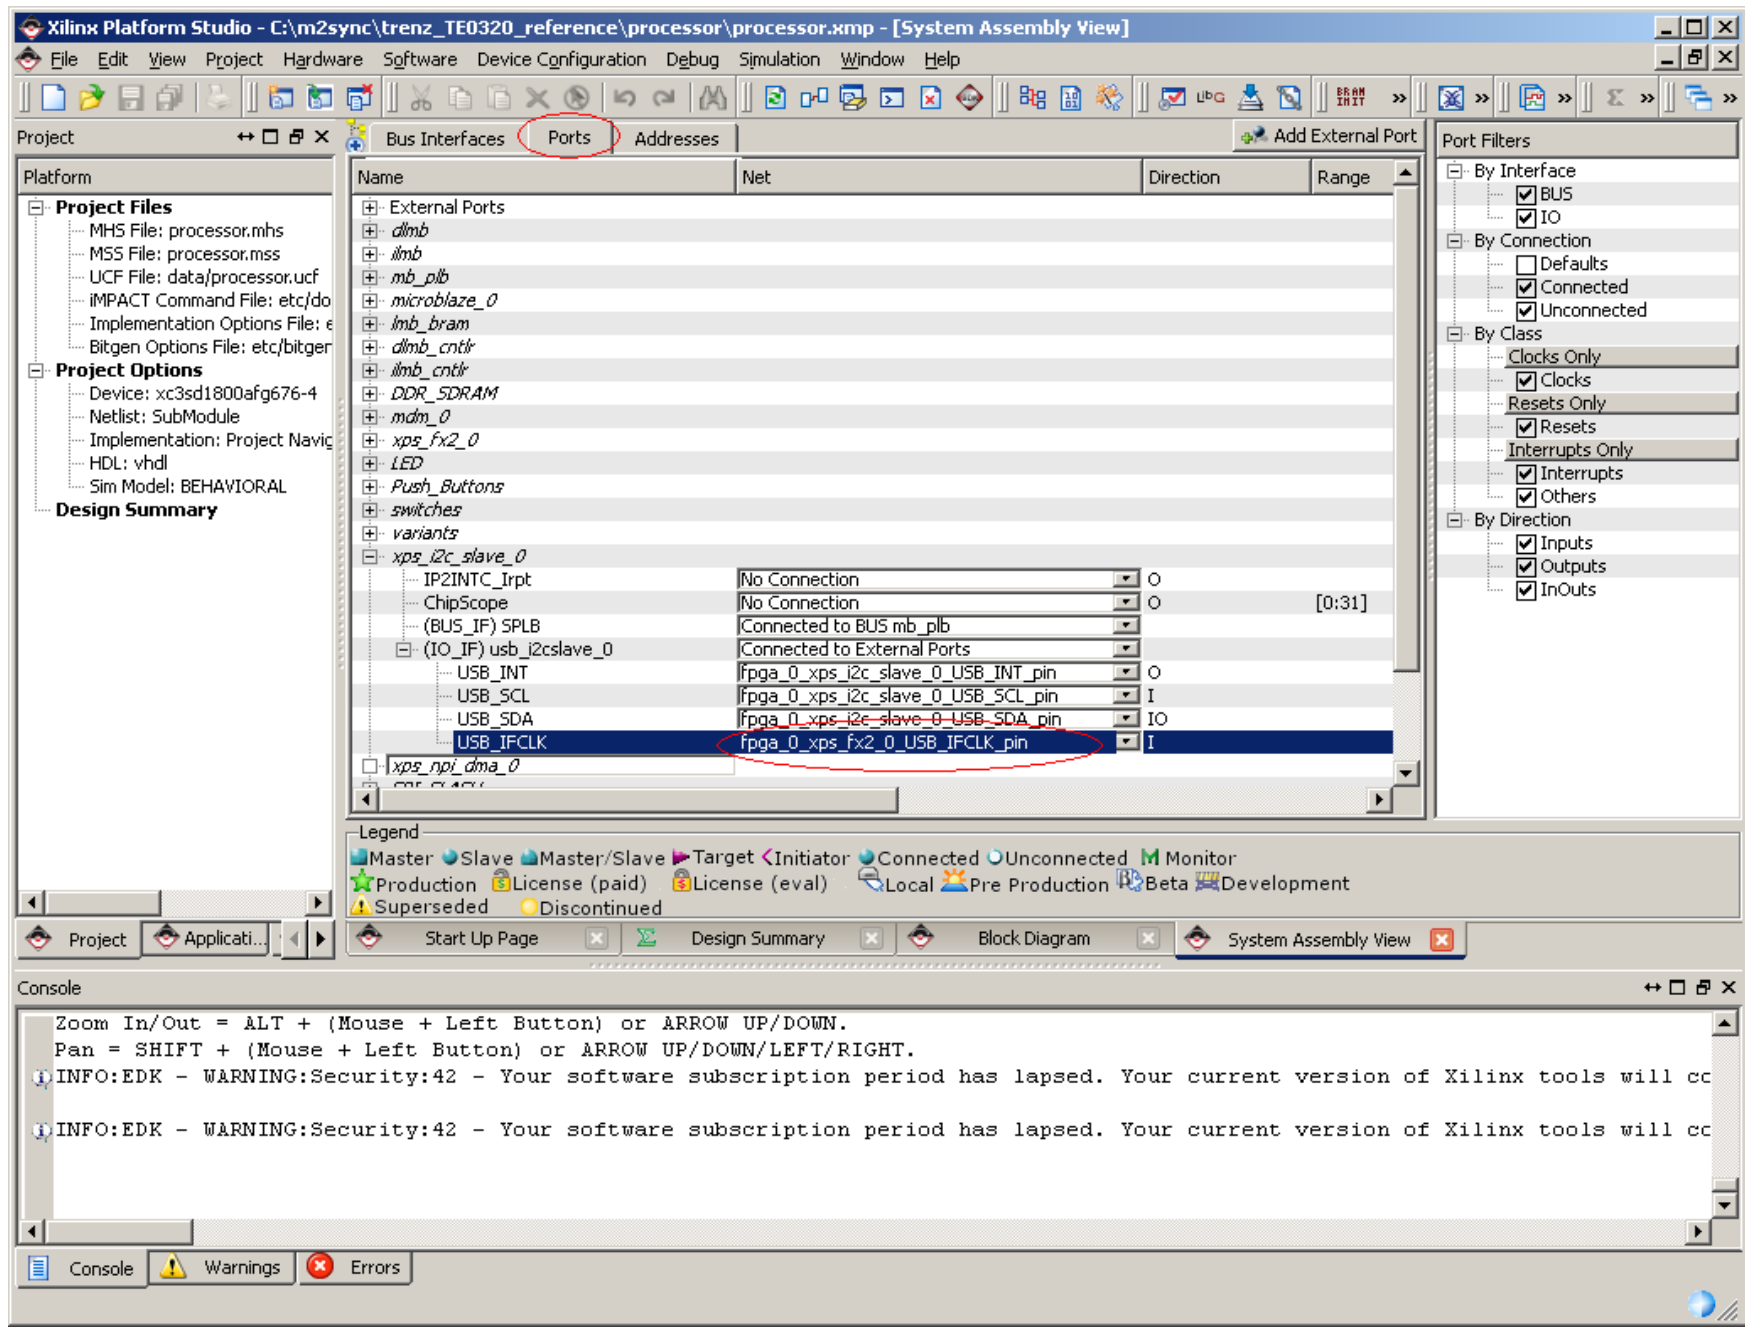 Xilinx Platform Studio - C:\m2sync\trenz_TE0320_reference\processor\processor.xmp - [System Assembly View]
File Edit View Project Hardware Software Device Configuration Debug Simulation Window Help
Project
Platform
Project Files
MHS File: processor.mhs
MSS File: processor.mss
UCF File: data/processor.ucf
iMPACT Command File: etc/do
Implementation Options File: e
Bitgen Options File: etc/bitger
Project Options
Device: xc3sd1800afg676-4
Netlist: SubModule
Implementation: Project Navig
HDL: vhdl
Sim Model: BEHAVIORAL
Design Summary
Project Applicati...
Bus Interfaces Ports Addresses Add External Port
Name Net Direction Range
External Ports
dlmb
ilmb
mb_plb
microblaze_0
lmb_bram
dlmb_cntlr
ilmb_cntlr
DDR_SDRAM
mdm_0
xps_fx2_0
LED
Push_Buttons
switches
variants
xps_i2c_slave_0
IP2INTC_Irpt No Connection O
ChipScope No Connection O [0:31]
(BUS_IF) SPLB Connected to BUS mb_plb
(IO_IF) usb_i2cslave_0 Connected to External Ports
USB_INT fpga_0_xps_i2c_slave_0_USB_INT_pin O
USB_SCL fpga_0_xps_i2c_slave_0_USB_SCL_pin I
USB_SDA fpga_0_xps_i2c_slave_0_USB_SDA_pin IO
USB_IFCLK fpga_0_xps_fx2_0_USB_IFCLK_pin I
xps_npi_dma_0
Port Filters
By Interface
BUS
IO
By Connection
Defaults
Connected
Unconnected
By Class
Clocks Only
Clocks
Resets Only
Resets
Interrupts Only
Interrupts
Others
By Direction
Inputs
Outputs
InOuts
Legend
Master Slave Master/Slave Target Initiator Connected Unconnected M Monitor
Production License (paid) License (eval) Local Pre Production Beta Development
Superseded Discontinued
Start Up Page Design Summary Block Diagram System Assembly View
Console
Zoom In/Out = ALT + (Mouse + Left Button) or ARROW UP/DOWN.
Pan = SHIFT + (Mouse + Left Button) or ARROW UP/DOWN/LEFT/RIGHT.
INFO:EDK - WARNING:Security:42 - Your software subscription period has lapsed. Your current version of Xilinx tools will cc
INFO:EDK - WARNING:Security:42 - Your software subscription period has lapsed. Your current version of Xilinx tools will cc
Console Warnings Errors